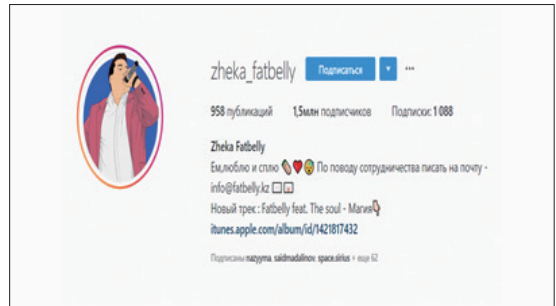 zheka_fatbelly Подписаться
958 публикаций 1,5млн подписчиков Подписки: 1 088
Zheka Fatbelly
Ем,люблю и сплю По поводу сотрудничества писать на почту -
info@fatbelly.kz
Новый трек : Fatbelly feat. The soul - Магия
itunes.apple.com/album/id/1421817432
Подписаны nazyyma, saidmadalinov, space.sirius + еще 62